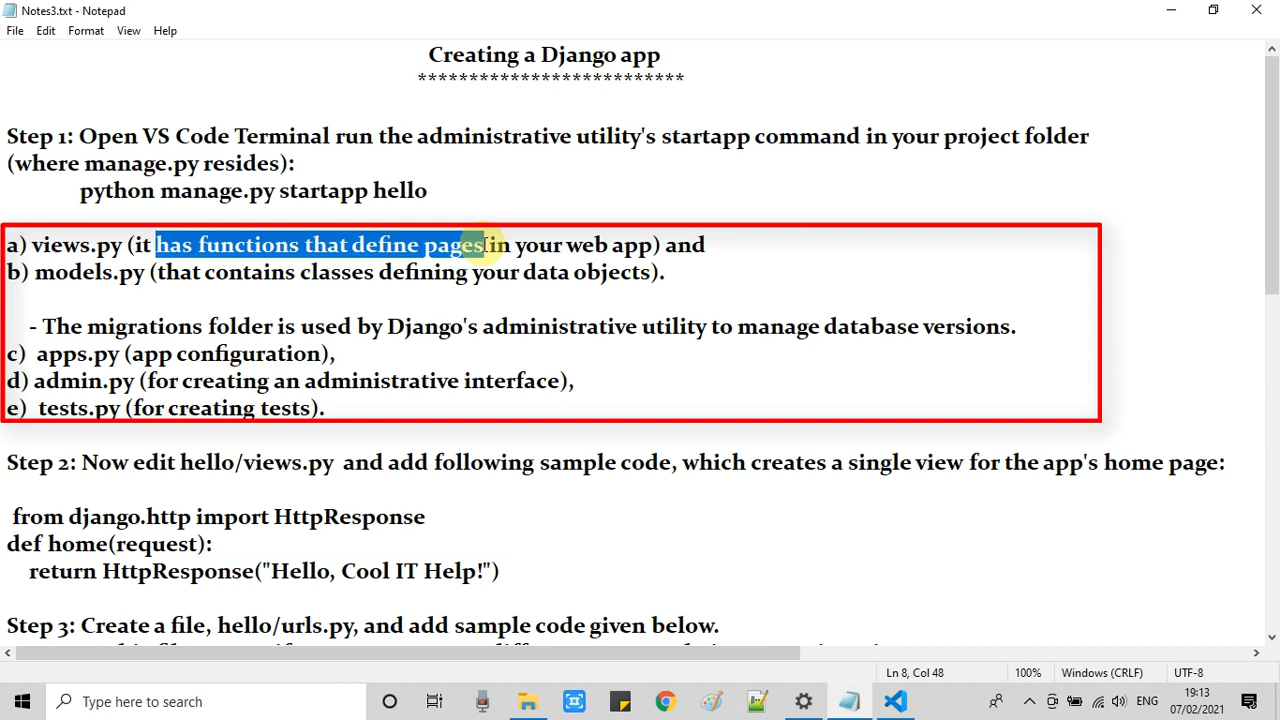 Notes3.txt - Notepad
File Edit Format View Help
Creating a Django app
**************************
Step 1: Open VS Code Terminal run the administrative utility's startapp command in your project folder
(where manage.py resides):
python manage.py startapp hello
a) views.py (it has functions that define pages in your web app) and
b) models.py (that contains classes defining your data objects).
- The migrations folder is used by Django's administrative utility to manage database versions.
c) apps.py (app configuration),
d) admin.py (for creating an administrative interface),
e) tests.py (for creating tests).
Step 2: Now edit hello/views.py and add following sample code, which creates a single view for the app's home page:
from django.http import HttpResponse
def home(request):
return HttpResponse("Hello, Cool IT Help!")
Step 3: Create a file, hello/urls.py, and add sample code given below.
Ln 8, Col 48 100% Windows (CRLF) UTF-8
Type here to search
ENG
19:13
07/02/2021